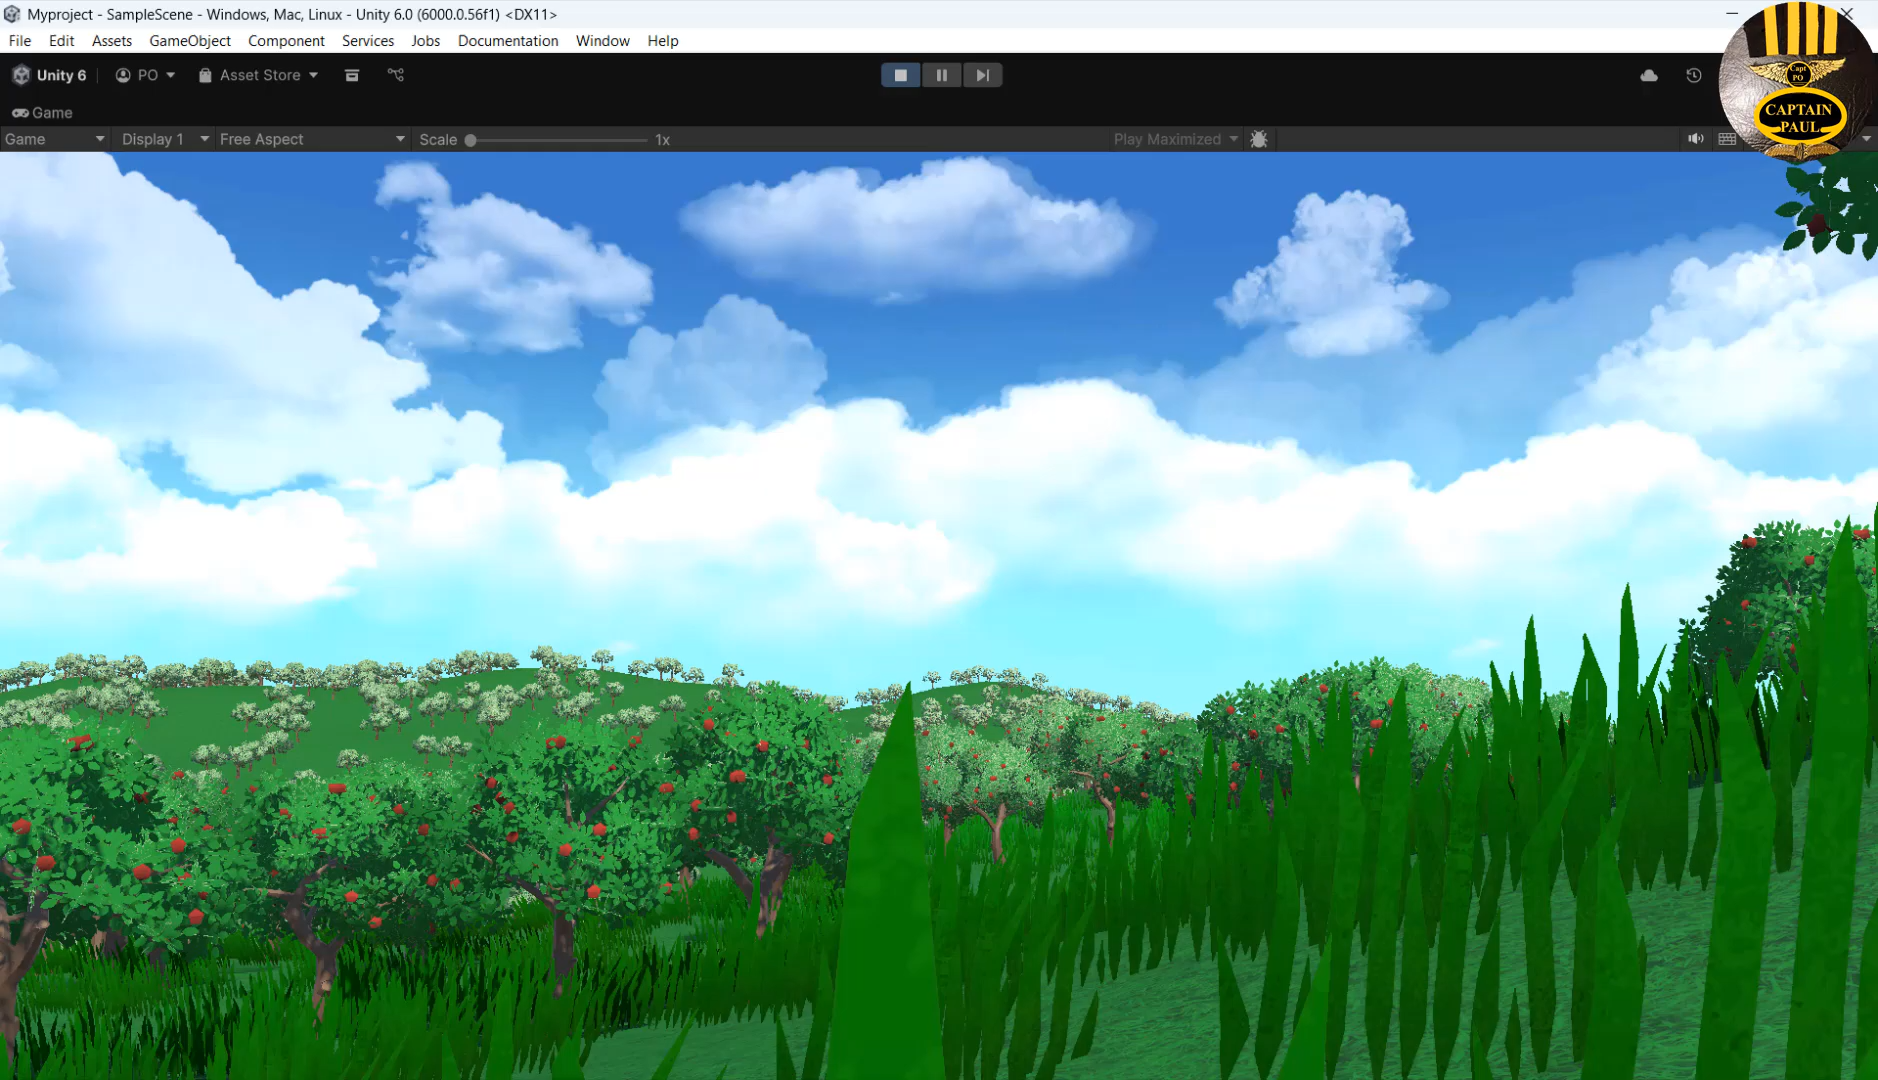 Myproject - SampleScene - Windows, Mac, Linux - Unity 6.0 (6000.0.56f1) <DX11>
File Edit Assets GameObject Component Services Jobs Documentation Window Help
Unity 6 PO Asset Store
Game
Game Display 1 Free Aspect Scale 1x Play Maximized
Capt
PO
CAPTAIN
PAUL